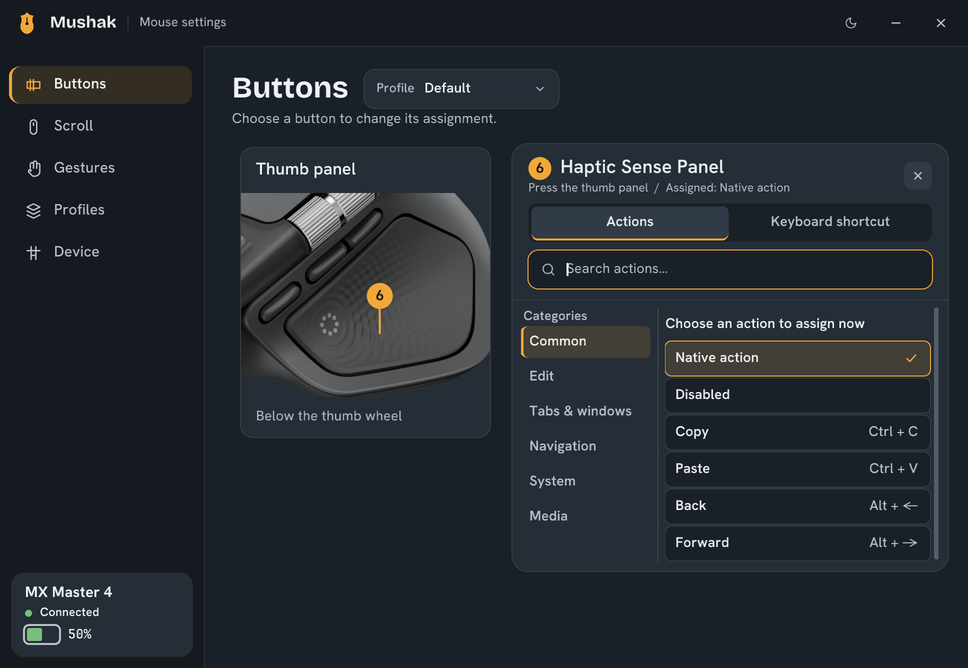 Mushak
Mouse settings
Buttons
Scroll
Gestures
Profiles
Device
MX Master 4
Connected
50%
Buttons
Profile Default
Choose a button to change its assignment.
Thumb panel
6
Below the thumb wheel
6 Haptic Sense Panel
Press the thumb panel / Assigned: Native action
Actions
Keyboard shortcut
Search actions...
Categories
Common
Edit
Tabs & windows
Navigation
System
Media
Choose an action to assign now
Native action
Disabled
Copy Ctrl + C
Paste Ctrl + V
Back Alt + ←
Forward Alt + →